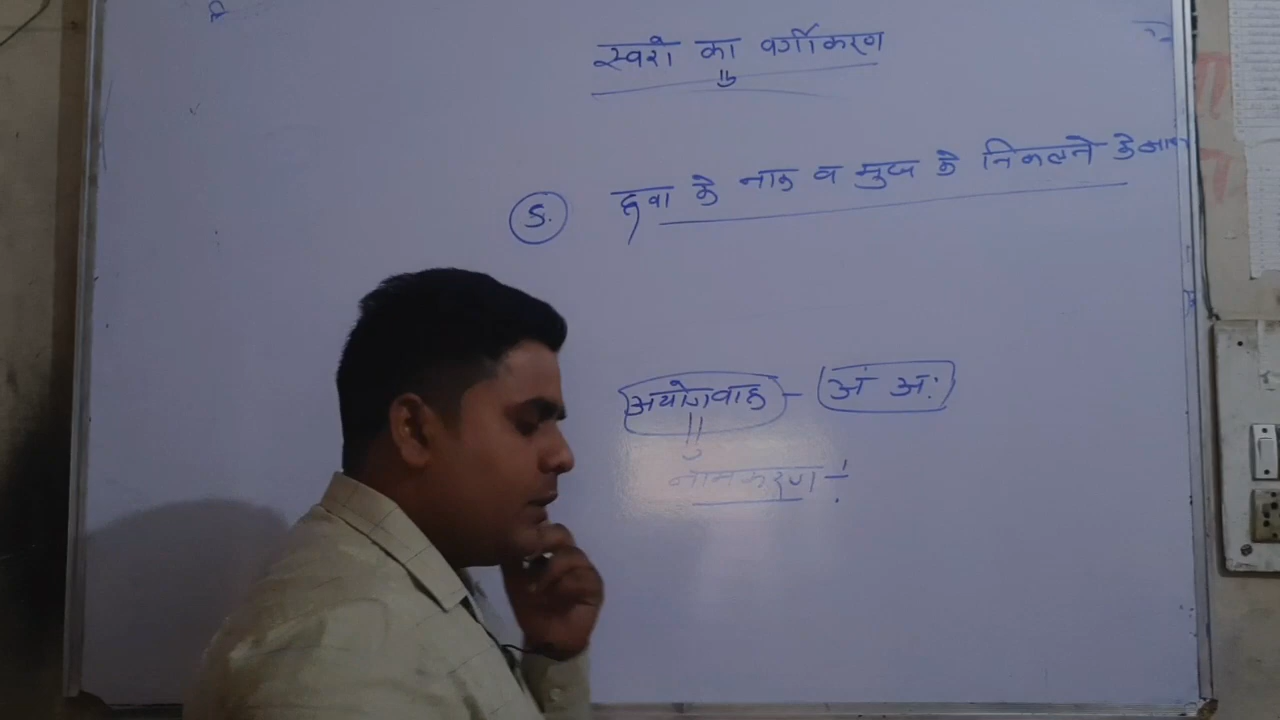 स्वरो का वर्गीकरण
5. हवा के नाक व मुख के निकलने के आधा
अयोगवाह - अं अः
नामकरण ÷